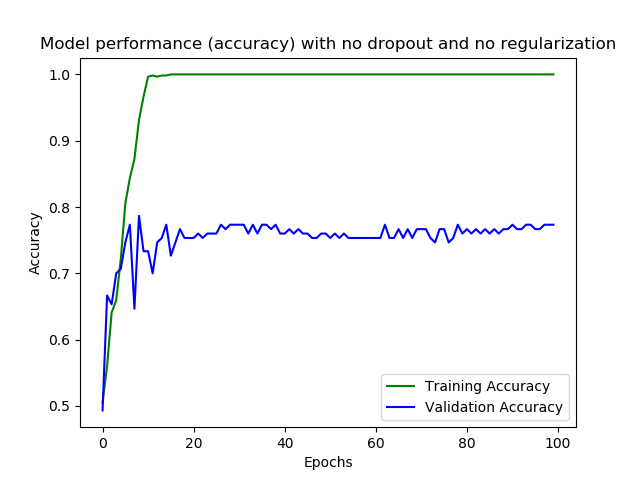 Model performance (accuracy) with no dropout and no regularization
1.0
0.9
0.8
0.7
0.6
0.5
Accuracy
Training Accuracy
Validation Accuracy
0 20 40 60 80 100
Epochs